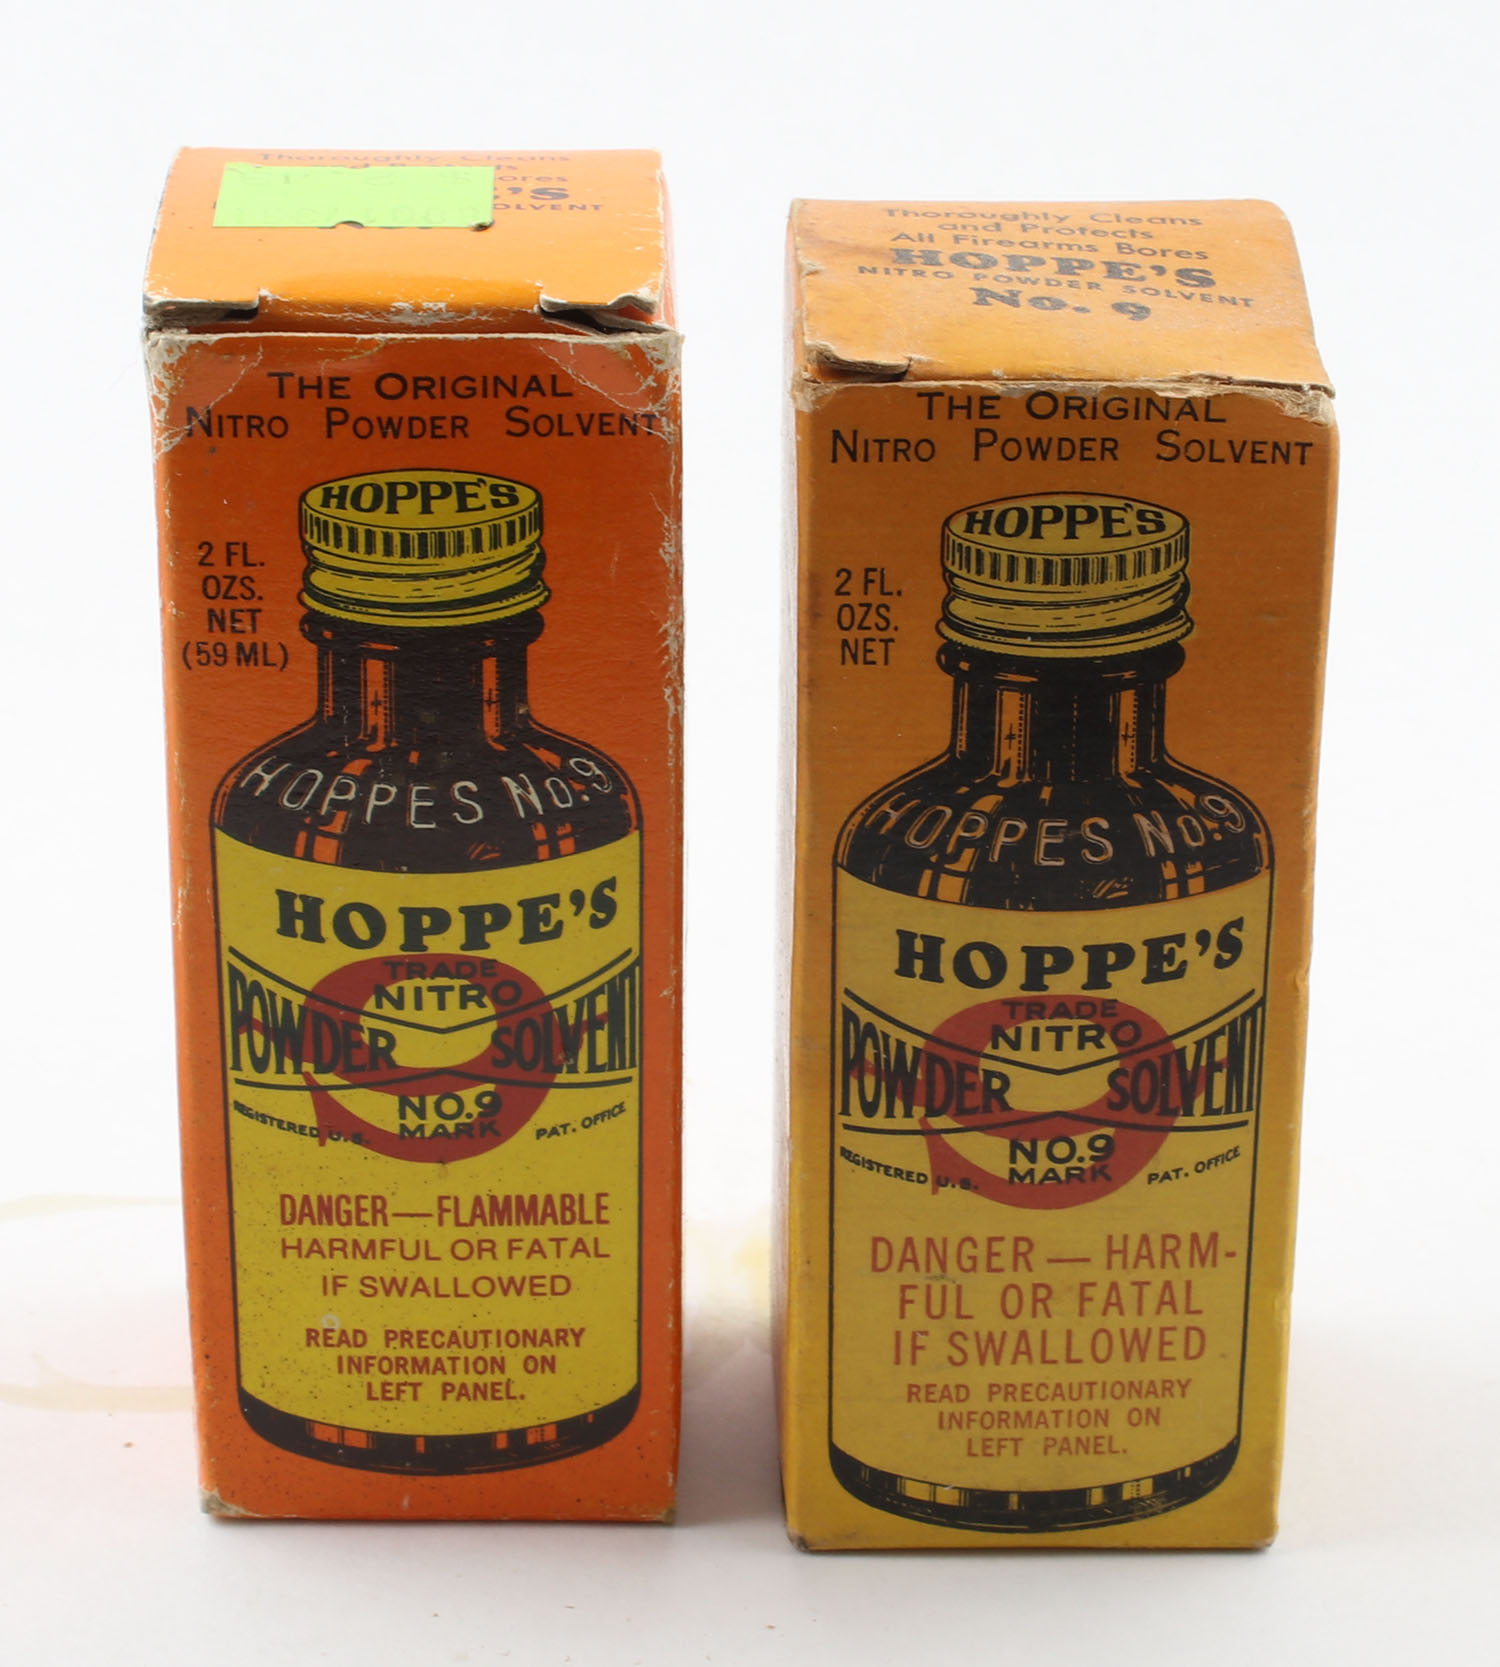 Thoroughly Cleans
SOLVENT
THE ORIGINAL
NITRO POWDER SOLVENT
HOPPE'S
2 FL.
OZS.
NET
(59 ML)
HOPPES No.9
HOPPE'S
TRADE
NITRO
POWDER SOLVENT
NO.9
REGISTERED U.S. MARK PAT. OFFICE
DANGER—FLAMMABLE
HARMFUL OR FATAL
IF SWALLOWED
READ PRECAUTIONARY
INFORMATION ON
LEFT PANEL.
Thoroughly Cleans
and Protects
All Firearms Bores
HOPPE'S
NITRO POWDER SOLVENT
No. 9
THE ORIGINAL
NITRO POWDER SOLVENT
HOPPE'S
2 FL.
OZS.
NET
HOPPES No.9
HOPPE'S
TRADE
NITRO
POWDER SOLVENT
NO.9
REGISTERED U.S. MARK PAT. OFFICE
DANGER — HARM-
FUL OR FATAL
IF SWALLOWED
READ PRECAUTIONARY
INFORMATION ON
LEFT PANEL.